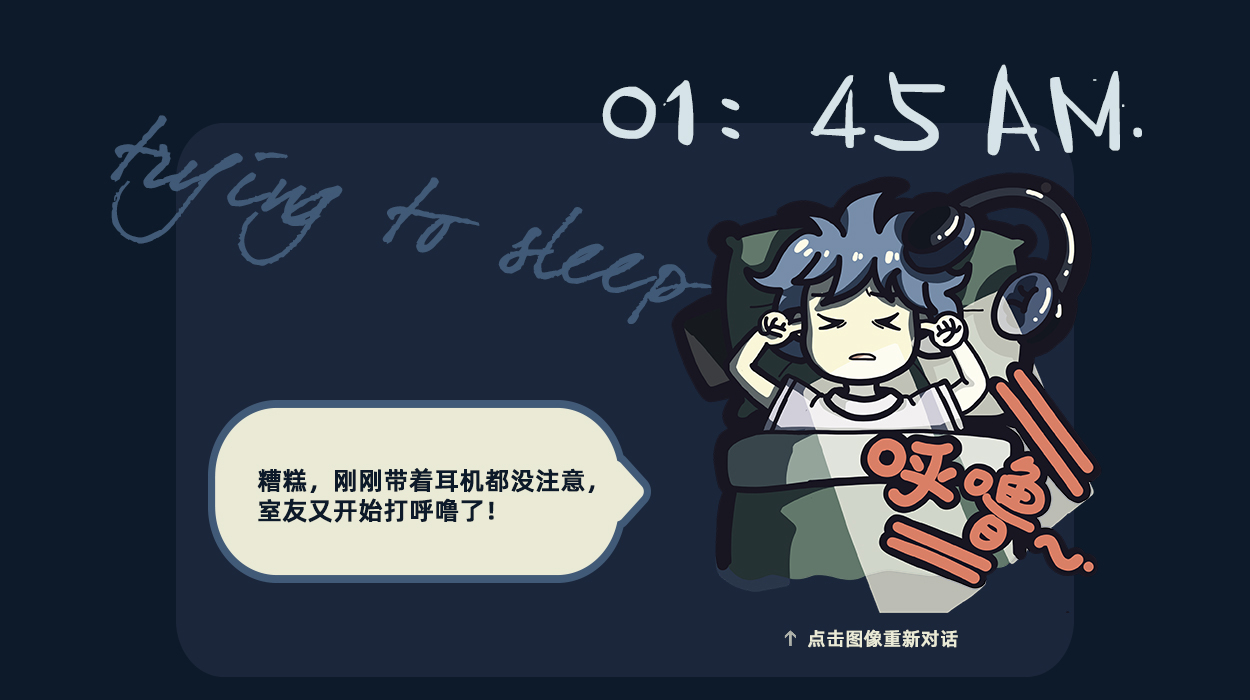 01: 45 AM.
trying to sleep
糟糕，刚刚带着耳机都没注意，
室友又开始打呼噜了！
呼噜~.
↑ 点击图像重新对话